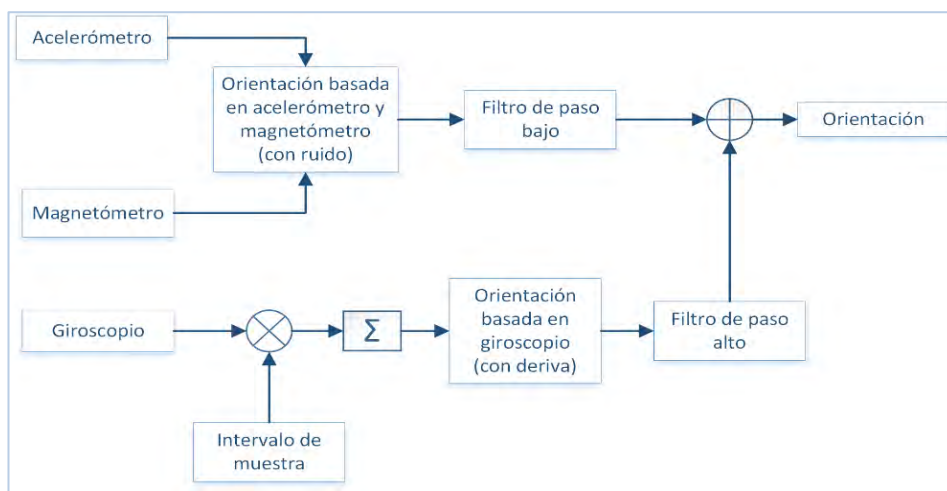 Acelerómetro
Orientación basada
en acelerómetro y
magnetómetro
(con ruido)
Filtro de paso
bajo
Orientación
Magnetómetro
Giroscopio
Σ
Orientación
basada en
giroscopio
(con deriva)
Filtro de paso
alto
Intervalo de
muestra